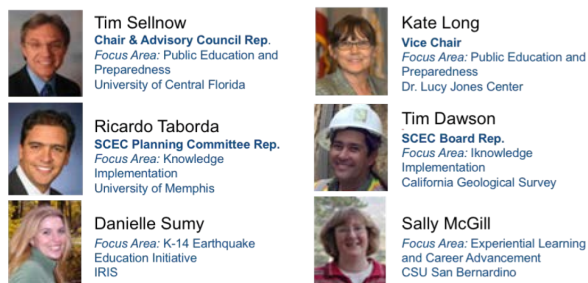 Tim Sellnow
Chair & Advisory Council Rep.
Focus Area: Public Education and
Preparedness
University of Central Florida
Kate Long
Vice Chair
Focus Area: Public Education and
Preparedness
Dr. Lucy Jones Center
Ricardo Taborda
SCEC Planning Committee Rep.
Focus Area: Knowledge
Implementation
University of Memphis
Tim Dawson
SCEC Board Rep.
Focus Area: Iknowledge
Implementation
California Geological Survey
Danielle Sumy
Focus Area: K-14 Earthquake
Education Initiative
IRIS
Sally McGill
Focus Area: Experiential Learning
and Career Advancement
CSU San Bernardino